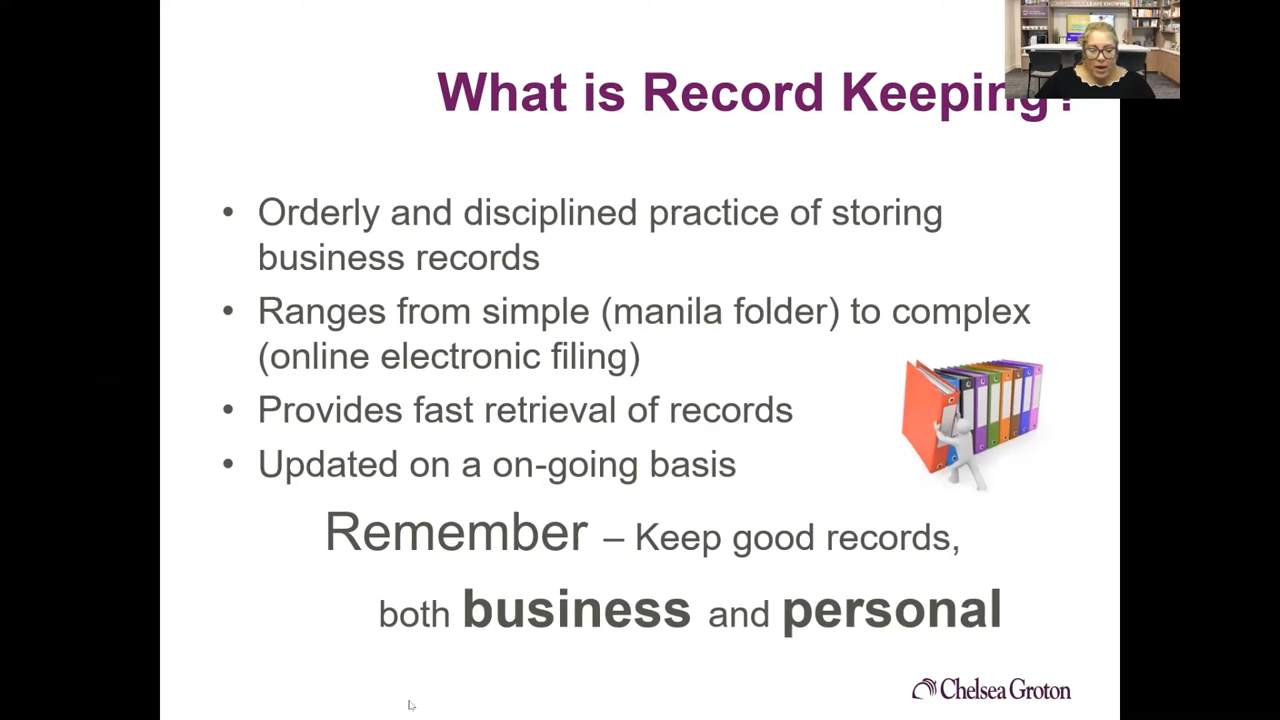 What is Record Keeping?
• Orderly and disciplined practice of storing
business records
• Ranges from simple (manila folder) to complex
(online electronic filing)
• Provides fast retrieval of records
• Updated on a on-going basis
Remember – Keep good records,
both business and personal
Chelsea Groton